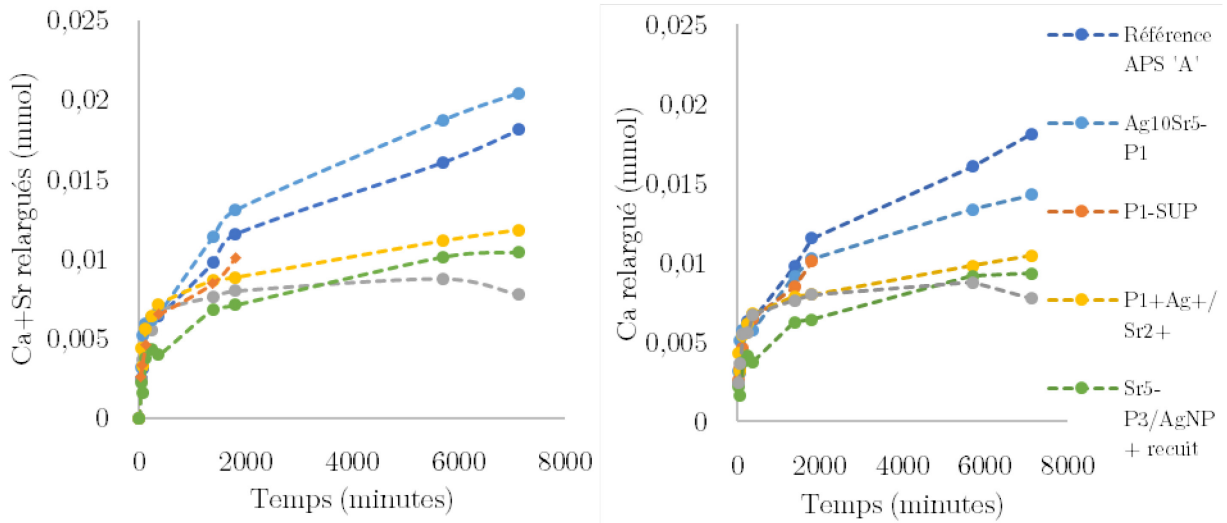 0,025
0,02
0,015
0,01
0,005
0
Ca+Sr relargués (mmol)
0
2000
4000
6000
8000
Temps (minutes)
0,025
0,02
0,015
0,01
0,005
0
Ca relargué (mmol)
0
2000
4000
6000
8000
Temps (minutes)
Référence
APS 'A'
Ag10Sr5-
P1
P1-SUP
P1+Ag+/
Sr2+
Sr5-
P3/AgNP
+ recuit